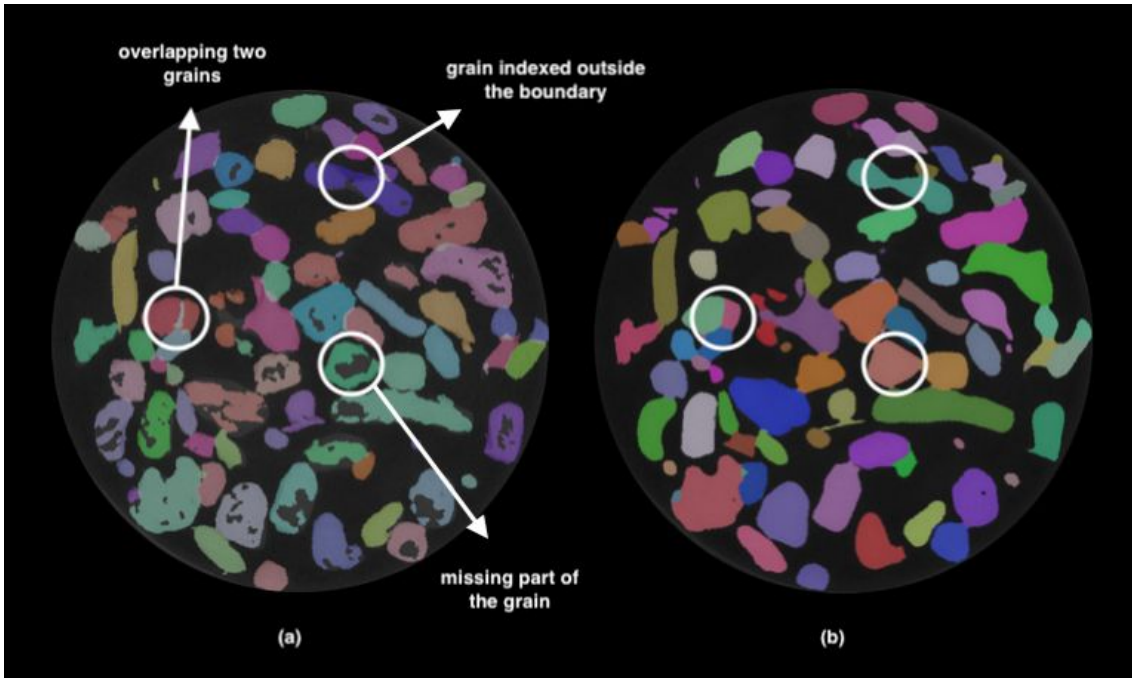 overlapping two
grains
grain indexed outside
the boundary
missing part of
the grain
(a)
(b)